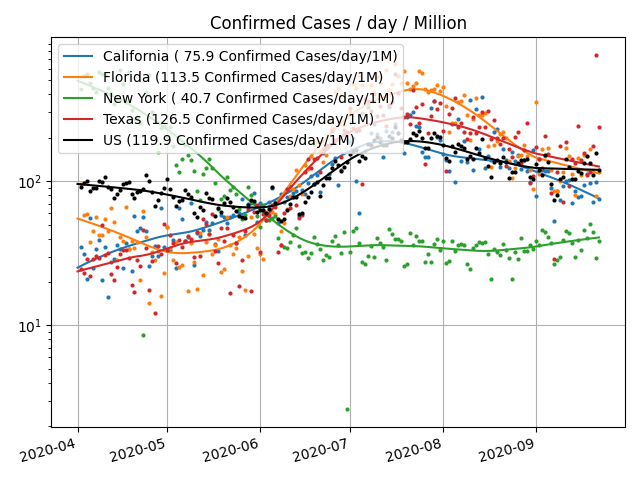 Confirmed Cases / day / Million
California ( 75.9 Confirmed Cases/day/1M)
Florida (113.5 Confirmed Cases/day/1M)
New York ( 40.7 Confirmed Cases/day/1M)
Texas (126.5 Confirmed Cases/day/1M)
US (119.9 Confirmed Cases/day/1M)
10²
10¹
2020-04 2020-05 2020-06 2020-07 2020-08 2020-09